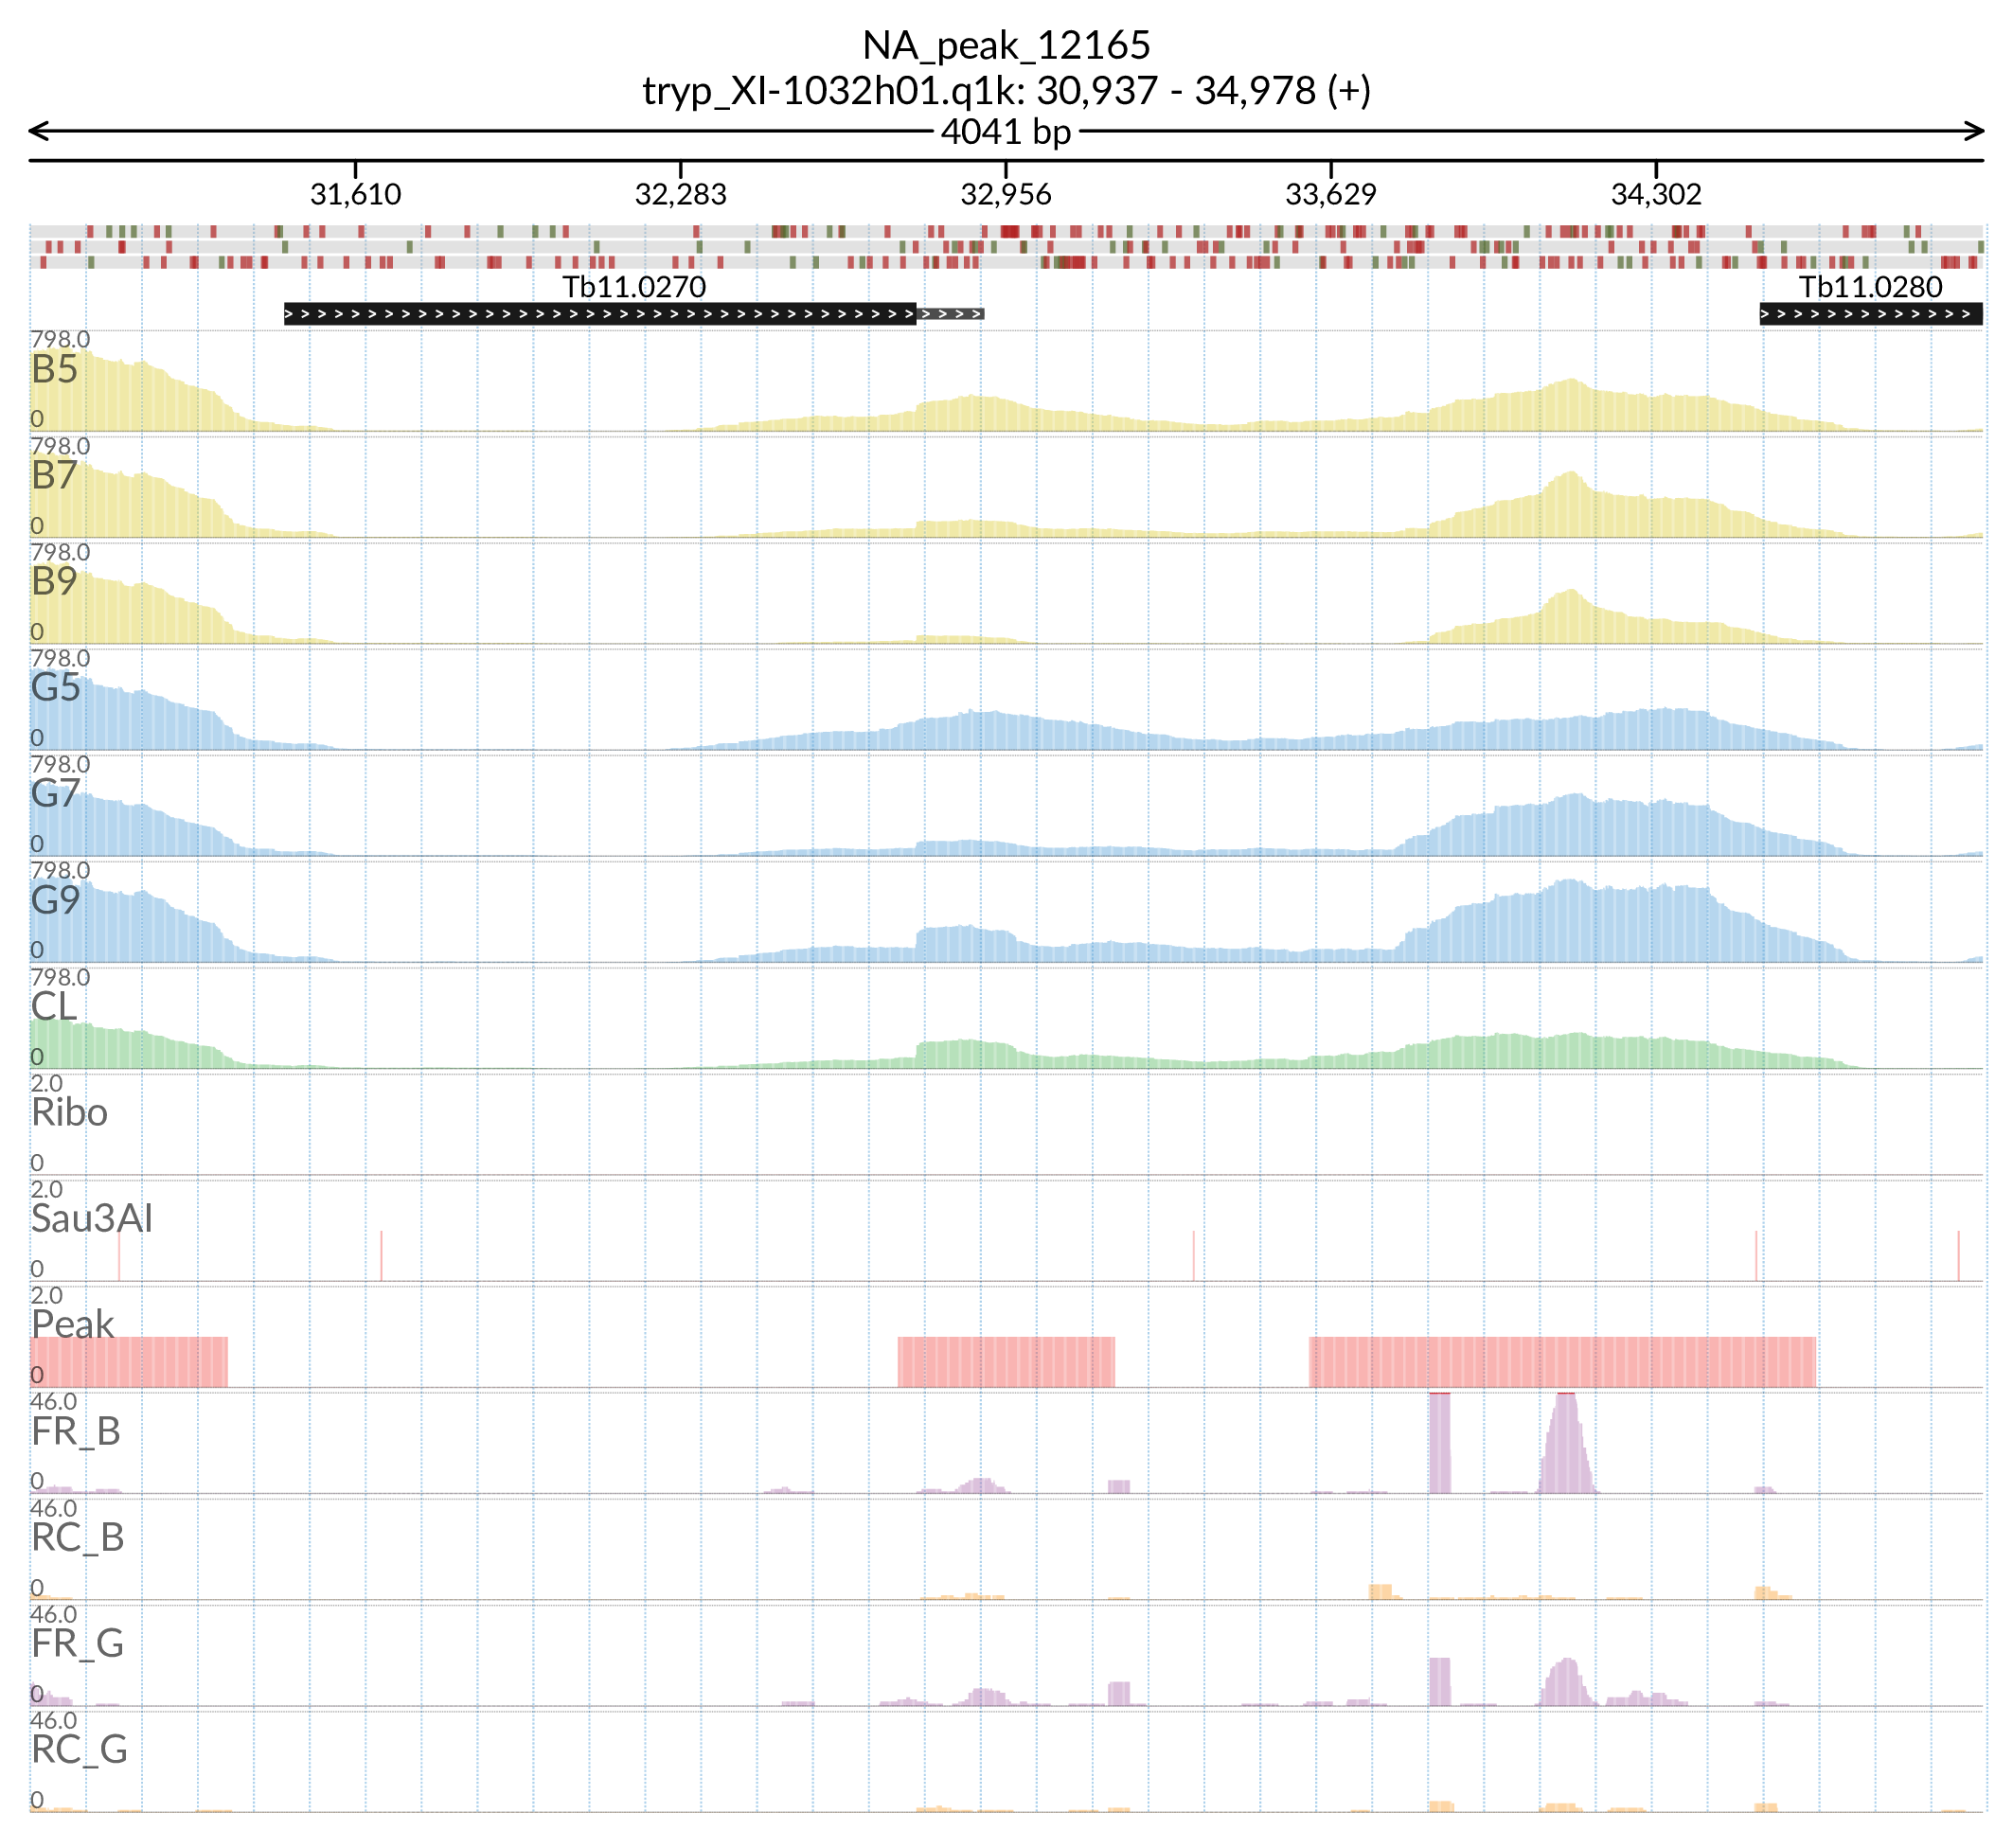 NA_peak_12165
tryp_XI-1032h01.q1k: 30,937 - 34,978 (+)
4041 bp
31,610 32,283 32,956 33,629 34,302
Tb11.0270 Tb11.0280
798.0
B5
0
798.0
B7
0
798.0
B9
0
798.0
G5
0
798.0
G7
0
798.0
G9
0
798.0
CL
0
2.0
Ribo
0
2.0
Sau3AI
0
2.0
Peak
0
46.0
FR_B
0
46.0
RC_B
0
46.0
FR_G
0
46.0
RC_G
0